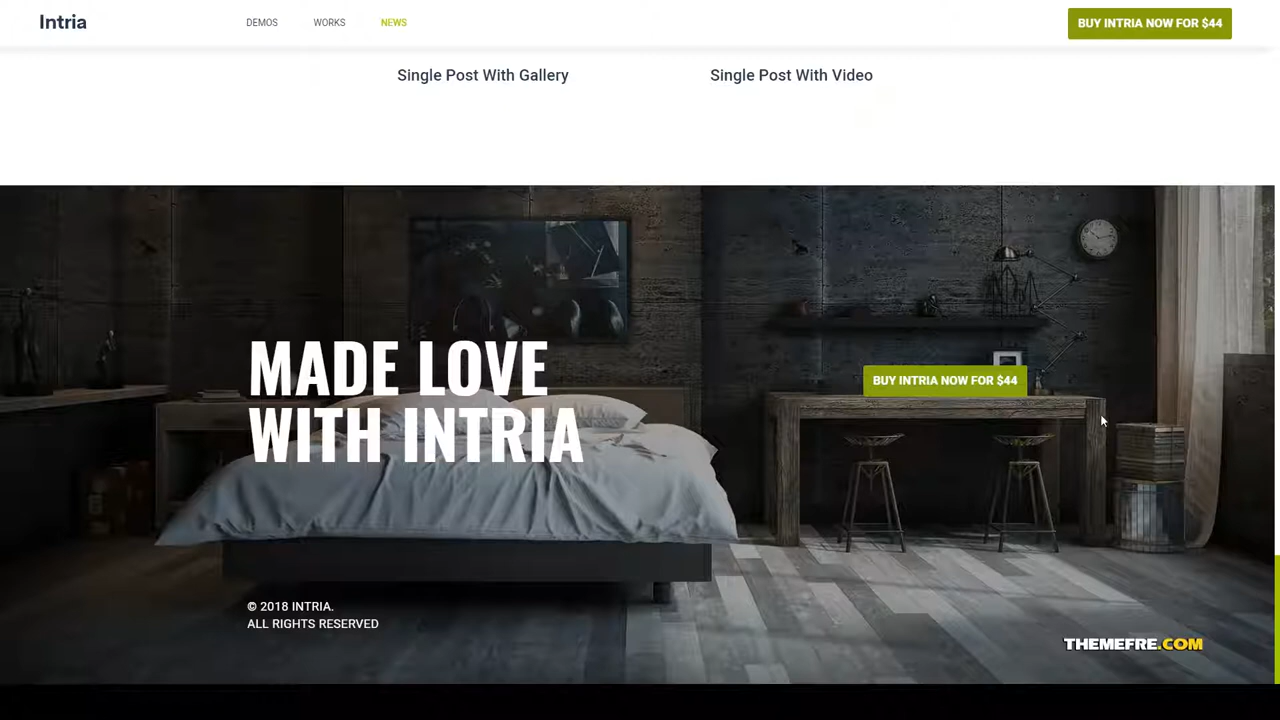 Intria
DEMOS
WORKS
NEWS
BUY INTRIA NOW FOR $44
Single Post With Gallery
Single Post With Video
MADE LOVE
WITH INTRIA
BUY INTRIA NOW FOR $44
© 2018 INTRIA.
ALL RIGHTS RESERVED
THEMEFRE.COM